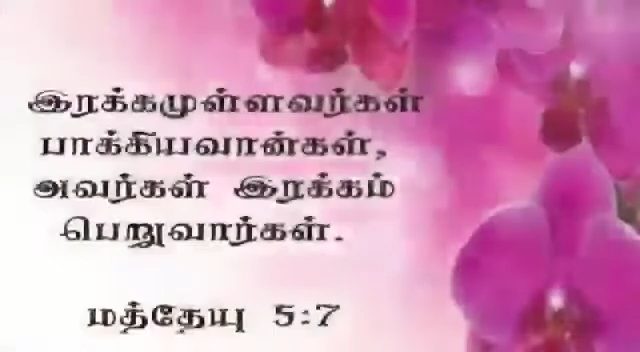 இரக்கமுள்ளவர்கள்
பாக்கியவான்கள்,
அவர்கள் இரக்கம்
பெறுவார்கள்.
மத்தேயு 5:7